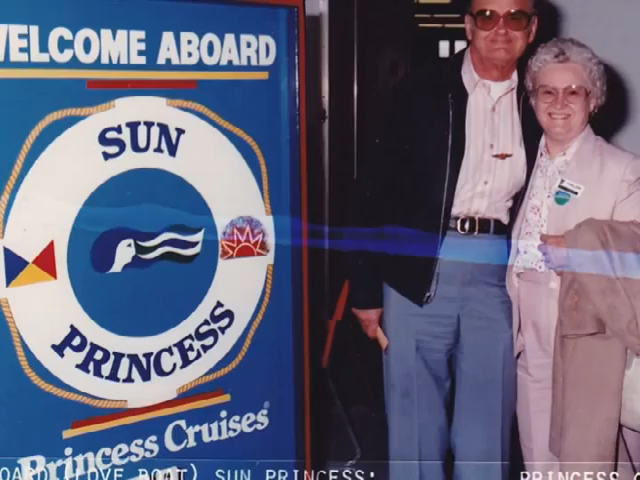 WELCOME ABOARD
SUN
PRINCESS
Princess Cruises
OARD (LOVE BOAT) SUN PRINCESS: PRINCESS